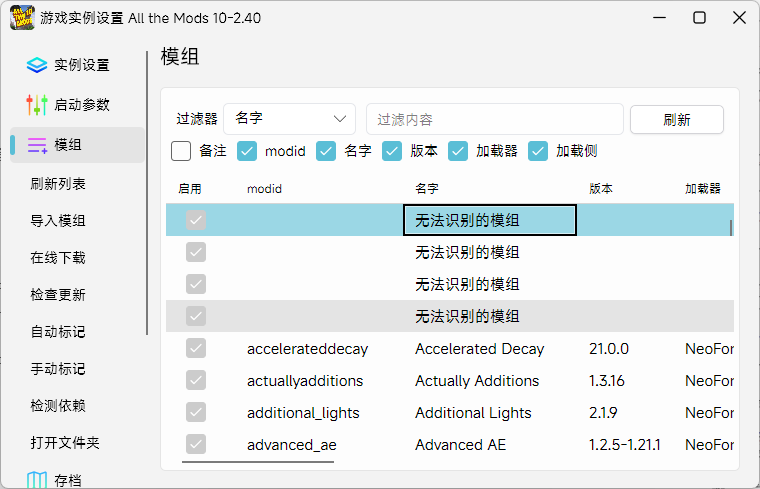 游戏实例设置 All the Mods 10-2.40
实例设置
启动参数
模组
刷新列表
导入模组
在线下载
检查更新
自动标记
手动标记
检测依赖
打开文件夹
存档
模组
过滤器 名字 过滤内容 刷新
备注 modid 名字 版本 加载器 加载侧
启用 modid 名字 版本 加载器
无法识别的模组
无法识别的模组
无法识别的模组
无法识别的模组
accelerateddecay Accelerated Decay 21.0.0 NeoFor
actuallyadditions Actually Additions 1.3.16 NeoFor
additional_lights Additional Lights 2.1.9 NeoFor
advanced_ae Advanced AE 1.2.5-1.21.1 NeoFor